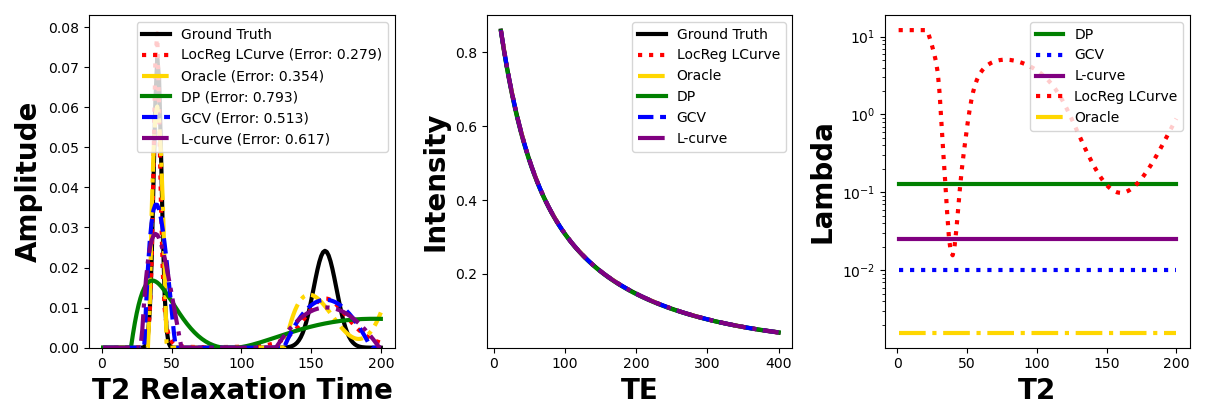 Amplitude
0.08
0.07
0.06
0.05
0.04
0.03
0.02
0.01
0.00
Ground Truth
LocReg LCurve (Error: 0.279)
Oracle (Error: 0.354)
DP (Error: 0.793)
GCV (Error: 0.513)
L-curve (Error: 0.617)
0 50 100 150 200
T2 Relaxation Time
Intensity
0.8
0.6
0.4
0.2
Ground Truth
LocReg LCurve
Oracle
DP
GCV
L-curve
0 100 200 300 400
TE
Lambda
10¹
10⁰
10⁻¹
10⁻²
DP
GCV
L-curve
LocReg LCurve
Oracle
0 50 100 150 200
T2